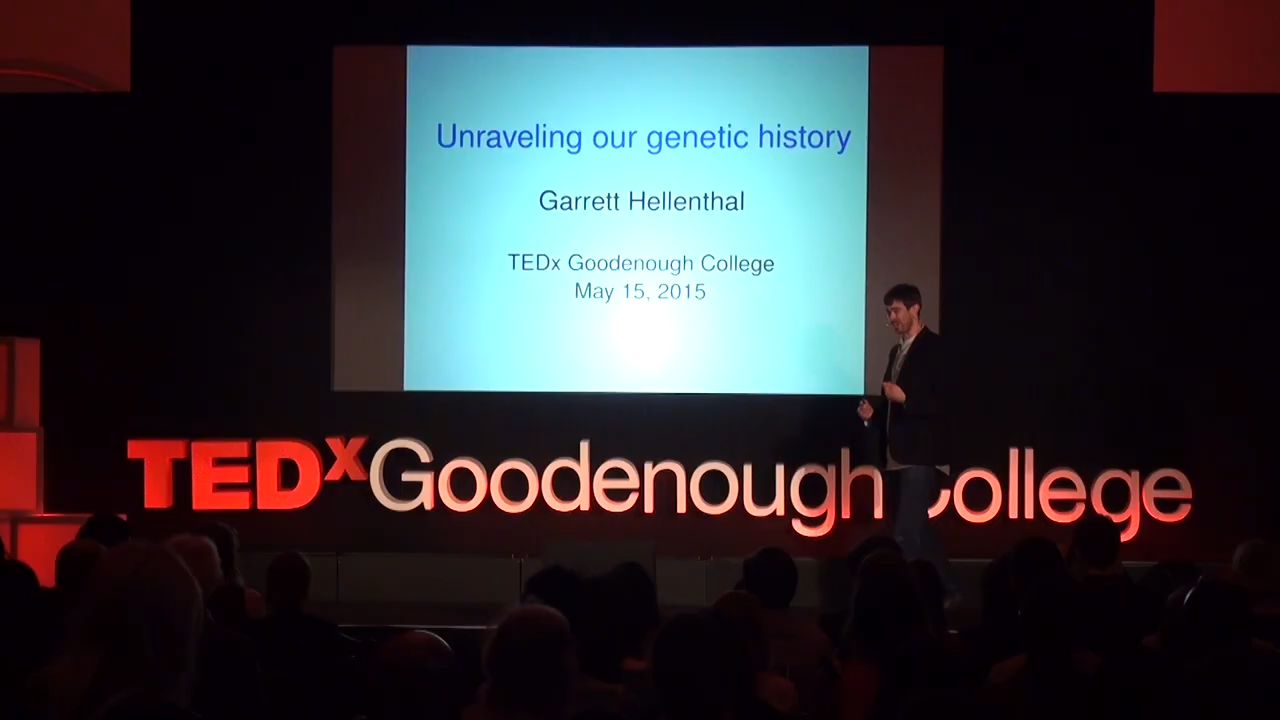 Unraveling our genetic history
Garrett Hellenthal
TEDx Goodenough College
May 15, 2015
TEDx Goodenough College